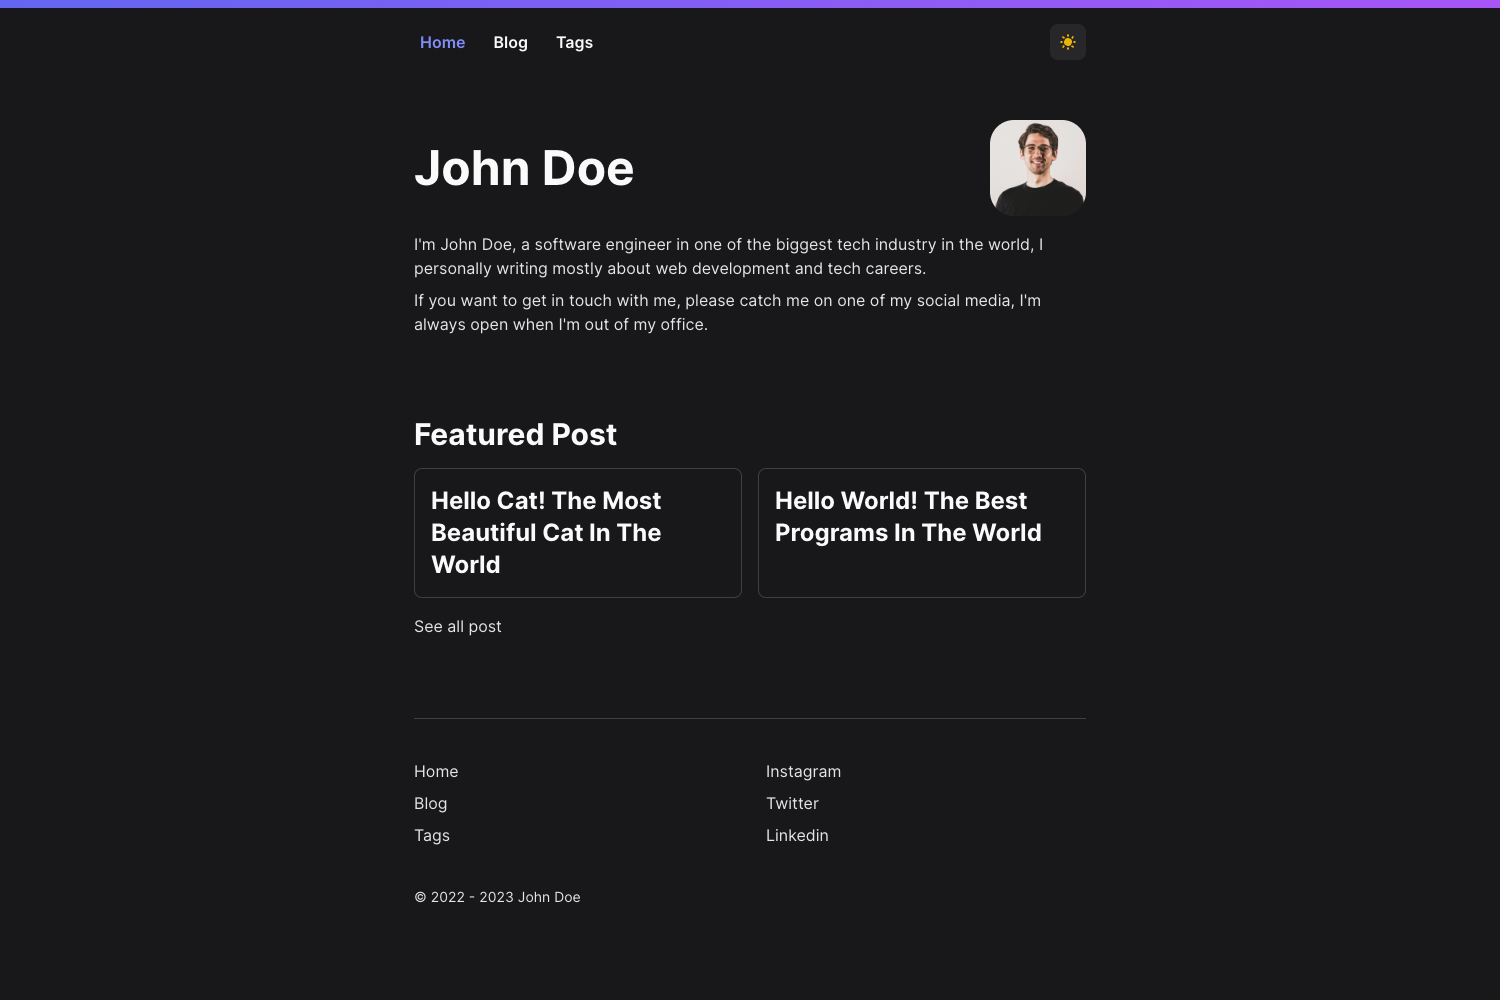 Home Blog Tags
John Doe
I'm John Doe, a software engineer in one of the biggest tech industry in the world, I
personally writing mostly about web development and tech careers.
If you want to get in touch with me, please catch me on one of my social media, I'm
always open when I'm out of my office.
Featured Post
Hello Cat! The Most
Beautiful Cat In The
World
Hello World! The Best
Programs In The World
See all post
Home
Blog
Tags
Instagram
Twitter
Linkedin
© 2022 - 2023 John Doe